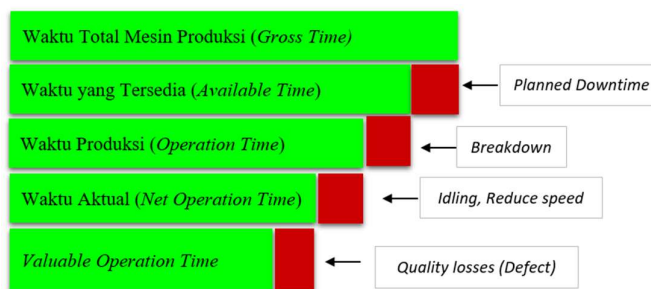 Waktu Total Mesin Produksi (Gross Time)
Waktu yang Tersedia (Available Time)
Planned Downtime
Waktu Produksi (Operation Time)
Breakdown
Waktu Aktual (Net Operation Time)
Idling, Reduce speed
Valuable Operation Time
Quality losses (Defect)